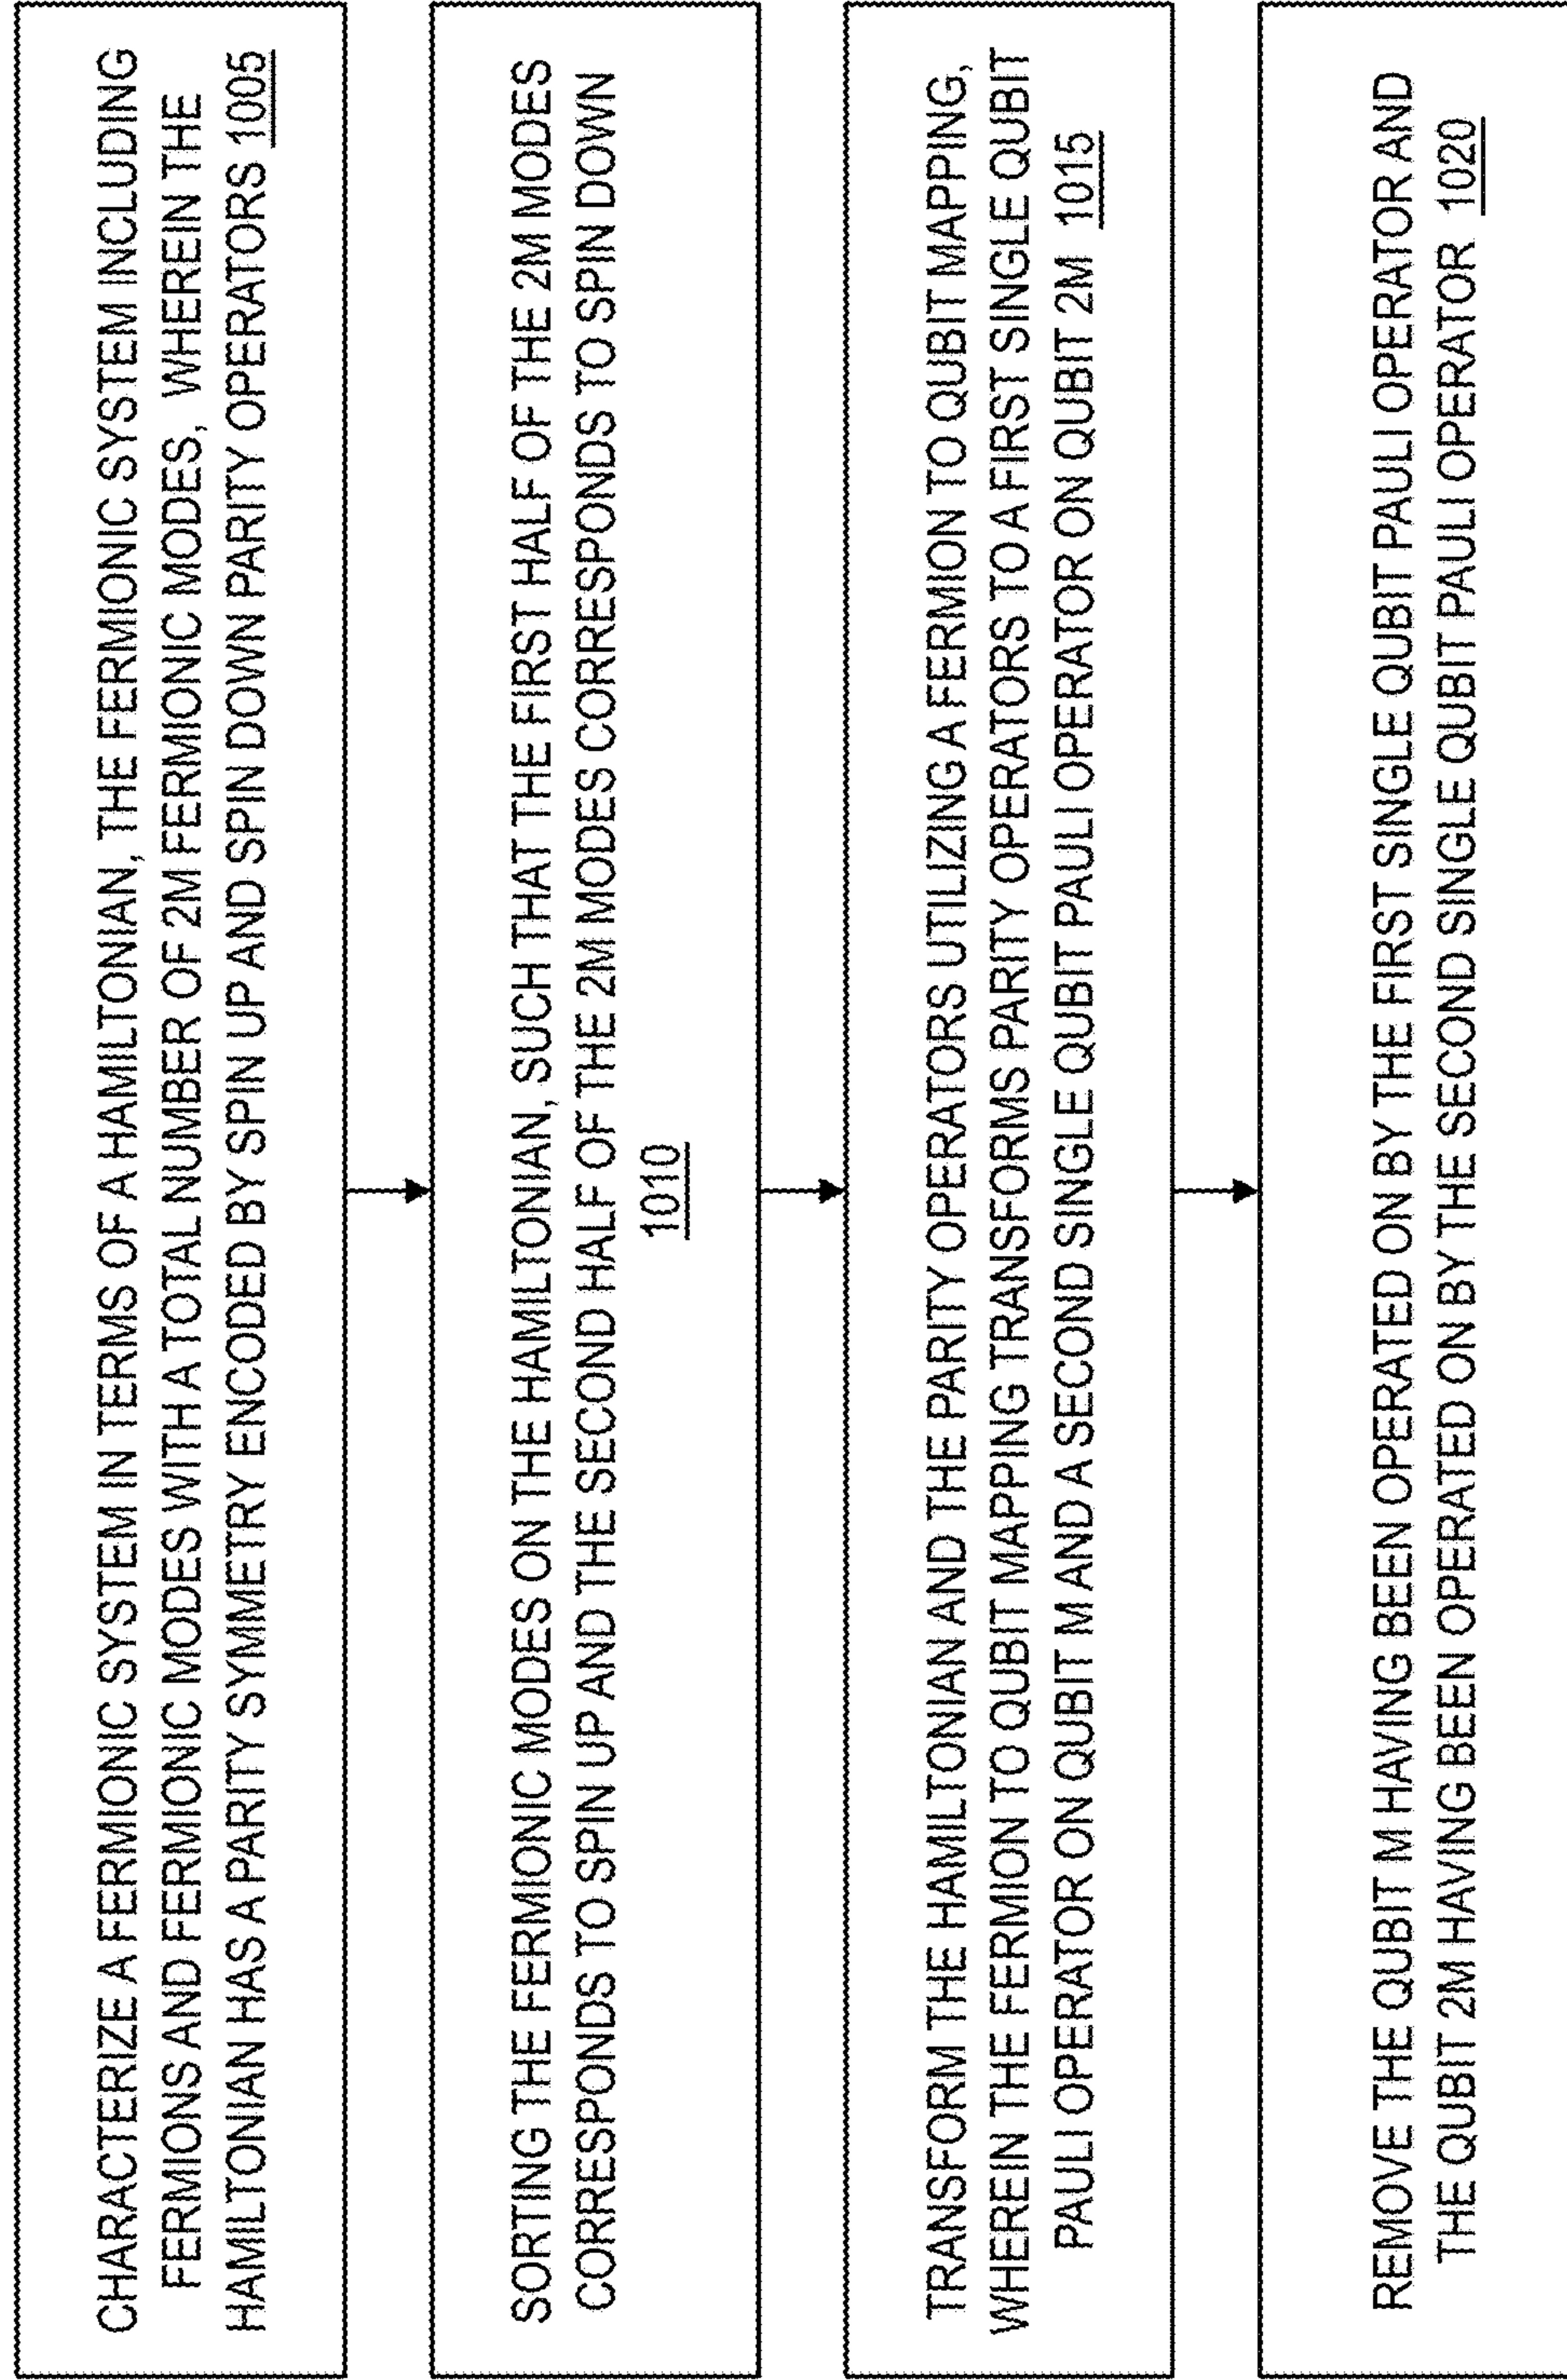 CHARACTERIZE A FERMIONIC SYSTEM IN TERMS OF A HAMILTONIAN, THE FERMIONIC SYSTEM INCLUDING
FERMIONS AND FERMIONIC MODES WITH A TOTAL NUMBER OF 2M FERMIONIC MODES, WHEREIN THE
HAMILTONIAN HAS A PARITY SYMMETRY ENCODED BY SPIN UP AND SPIN DOWN PARITY OPERATORS 1005
SORTING THE FERMIONIC MODES ON THE HAMILTONIAN, SUCH THAT THE FIRST HALF OF THE 2M MODES
CORRESPONDS TO SPIN UP AND THE SECOND HALF OF THE 2M MODES CORRESPONDS TO SPIN DOWN
1010
TRANSFORM THE HAMILTONIAN AND THE PARITY OPERATORS UTILIZING A FERMION TO QUBIT MAPPING,
WHEREIN THE FERMION TO QUBIT MAPPING TRANSFORMS PARITY OPERATORS TO A FIRST SINGLE QUBIT
PAULI OPERATOR ON QUBIT M AND A SECOND SINGLE QUBIT PAULI OPERATOR ON QUBIT 2M 1015
REMOVE THE QUBIT M HAVING BEEN OPERATED ON BY THE FIRST SINGLE QUBIT PAULI OPERATOR AND
THE QUBIT 2M HAVING BEEN OPERATED ON BY THE SECOND SINGLE QUBIT PAULI OPERATOR 1020